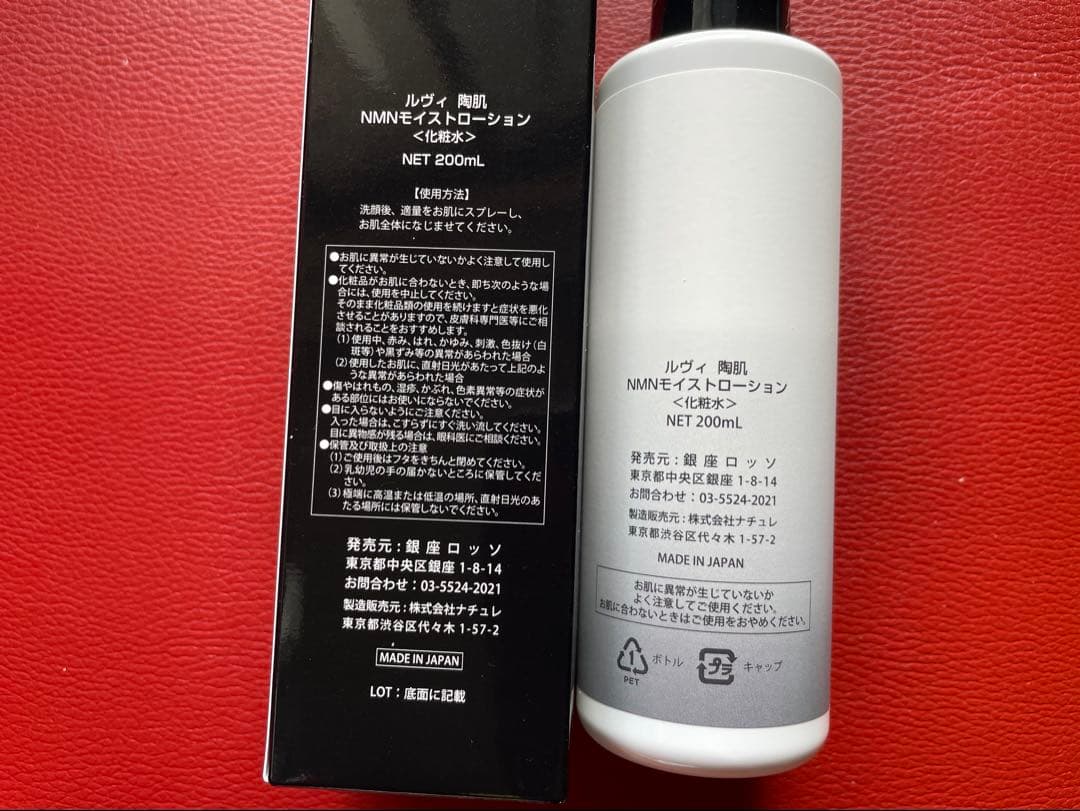 ルヴィ 陶肌
NMNモイストローション
＜化粧水＞
NET 200mL
【使用方法】
洗顔後、適量をお肌にスプレーし、
お肌全体になじませてください。
●お肌に異常が生じていないかよく注意して使用し
てください。
●化粧品がお肌に合わないとき、即ち次のような場
合には、使用を中止してください。
そのまま化粧品類の使用を続けますと症状を悪化
させることがありますので、皮膚科専門医等にご相
談されることをおすすめします。
(1)使用中、赤み、はれ、かゆみ、刺激、色抜け(白
斑等)や黒ずみ等の異常があらわれた場合
(2)使用したお肌に、直射日光があたって上記のよ
うな異常があらわれた場合
●傷やはれもの、湿疹、かぶれ、色素異常等の症状が
ある部位にはお使いにならないでください。
●目に入らないようにご注意ください。
入った場合は、こすらずにすぐ洗い流してください。
目に異物感が残る場合は、眼科医にご相談ください。
●保管及び取扱上の注意
(1)ご使用後はフタをきちんと閉めてください。
(2)乳幼児の手の届かないところに保管してくだ
さい。
(3)極端に高温または低温の場所、直射日光のあ
たる場所には保管しないでください。
発売元：銀座ロッソ
東京都中央区銀座 1-8-14
お問合わせ：03-5524-2021
製造販売元：株式会社ナチュレ
東京都渋谷区代々木 1-57-2
MADE IN JAPAN
LOT：底面に記載
ルヴィ 陶肌
NMNモイストローション
＜化粧水＞
NET 200mL
発売元：銀座ロッソ
東京都中央区銀座 1-8-14
お問合わせ：03-5524-2021
製造販売元：株式会社ナチュレ
東京都渋谷区代々木 1-57-2
MADE IN JAPAN
お肌に異常が生じていないか
よく注意してご使用ください。
お肌に合わないときはご使用をおやめください。
1 PET ボトル プラ キャップ